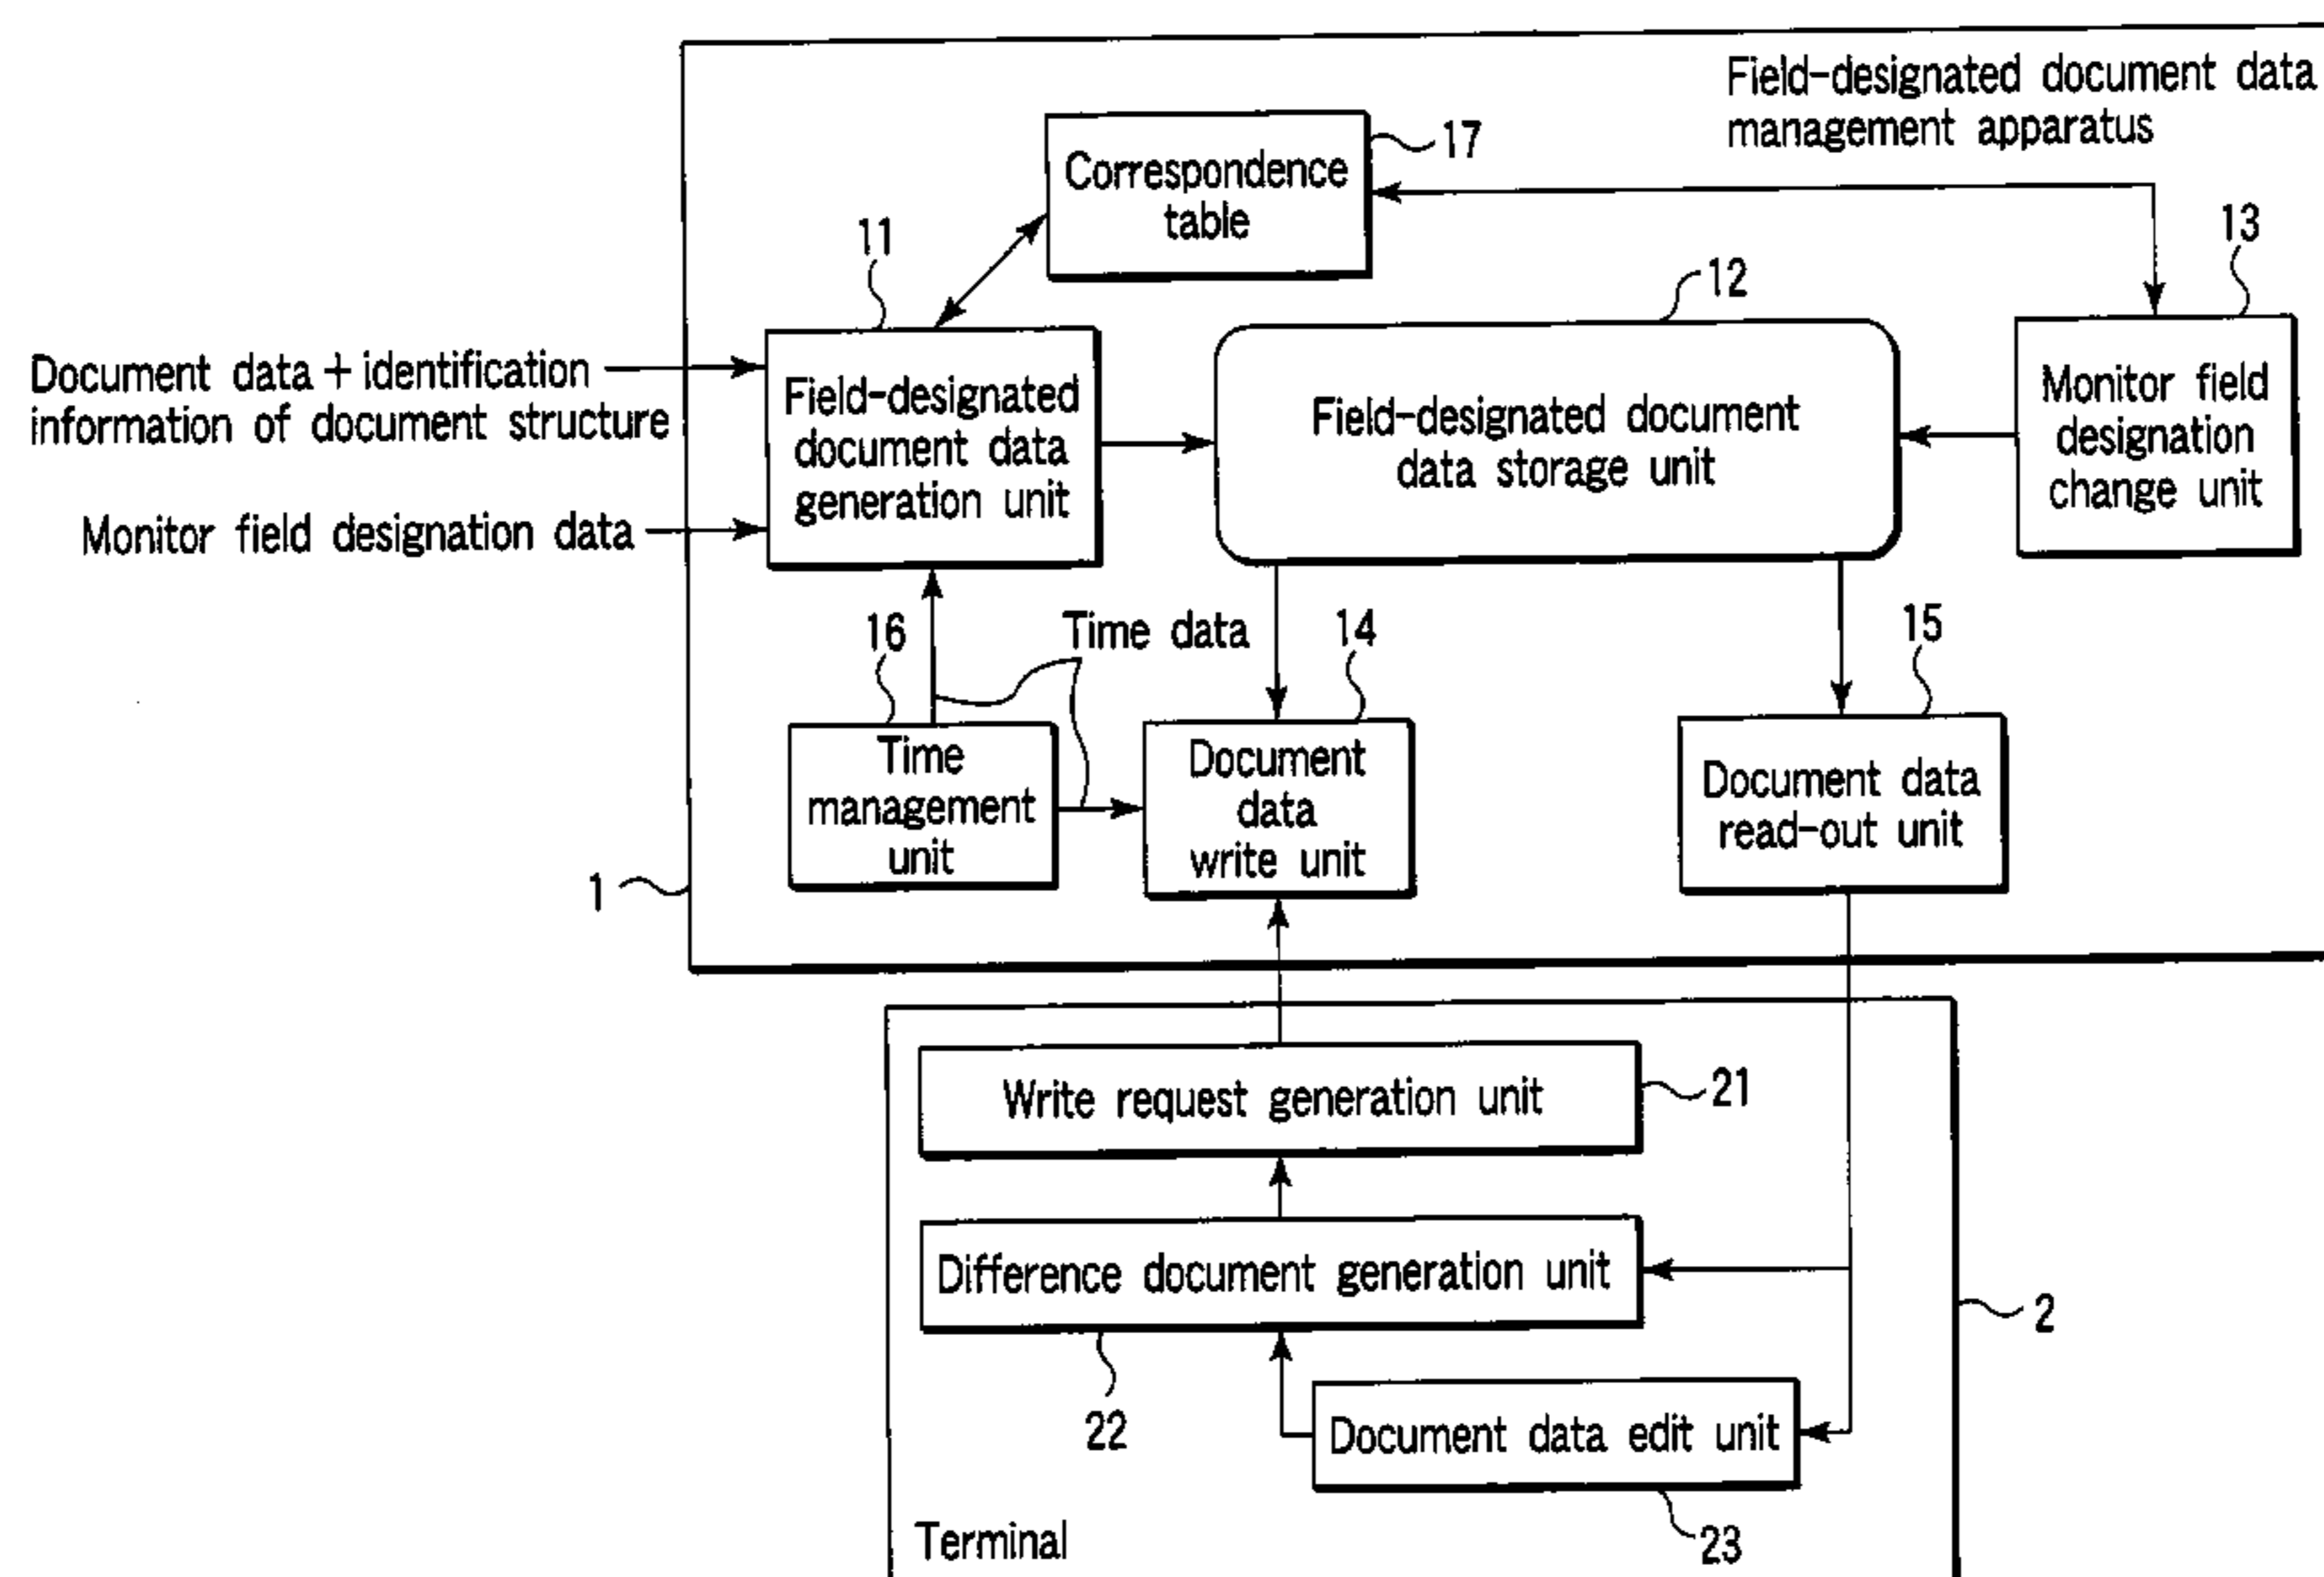 Field-designated document data
management apparatus
17
Correspondence
table
11
12
13
Document data + identification
information of document structure
Monitor field designation data
Field-designated
document data
generation unit
Field-designated document
data storage unit
Monitor field
designation
change unit
16
Time data
14
15
Time
management
unit
Document
data
write unit
Document data
read-out unit
1
Write request generation unit
21
Difference document generation unit
2
22
Document data edit unit
23
Terminal